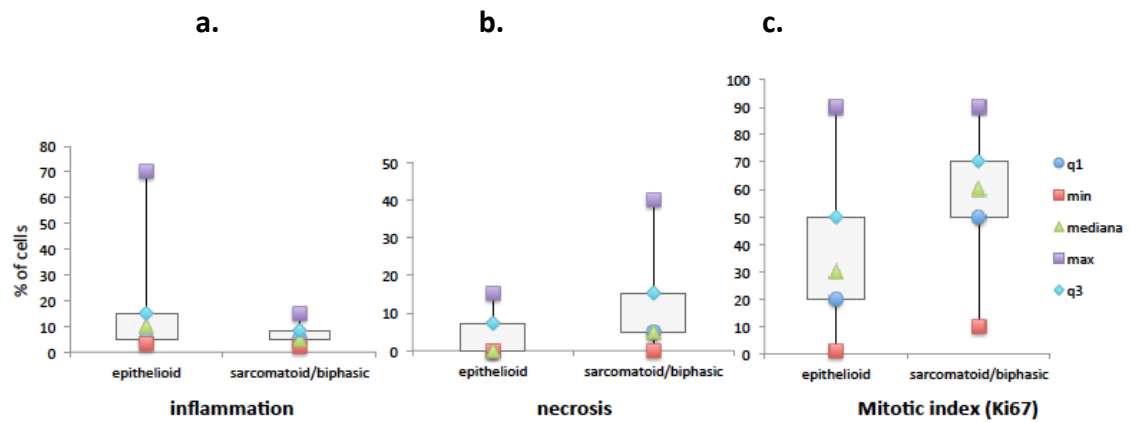 a.
% of cells
80
70
60
50
40
30
20
10
0
epithelioid sarcomatoid/biphasic
inflammation
b.
50
40
30
20
10
0
epithelioid sarcomatoid/biphasic
necrosis
c.
100
90
80
70
60
50
40
30
20
10
0
epithelioid sarcomatoid/biphasic
Mitotic index (Ki67)
q1
min
mediana
max
q3